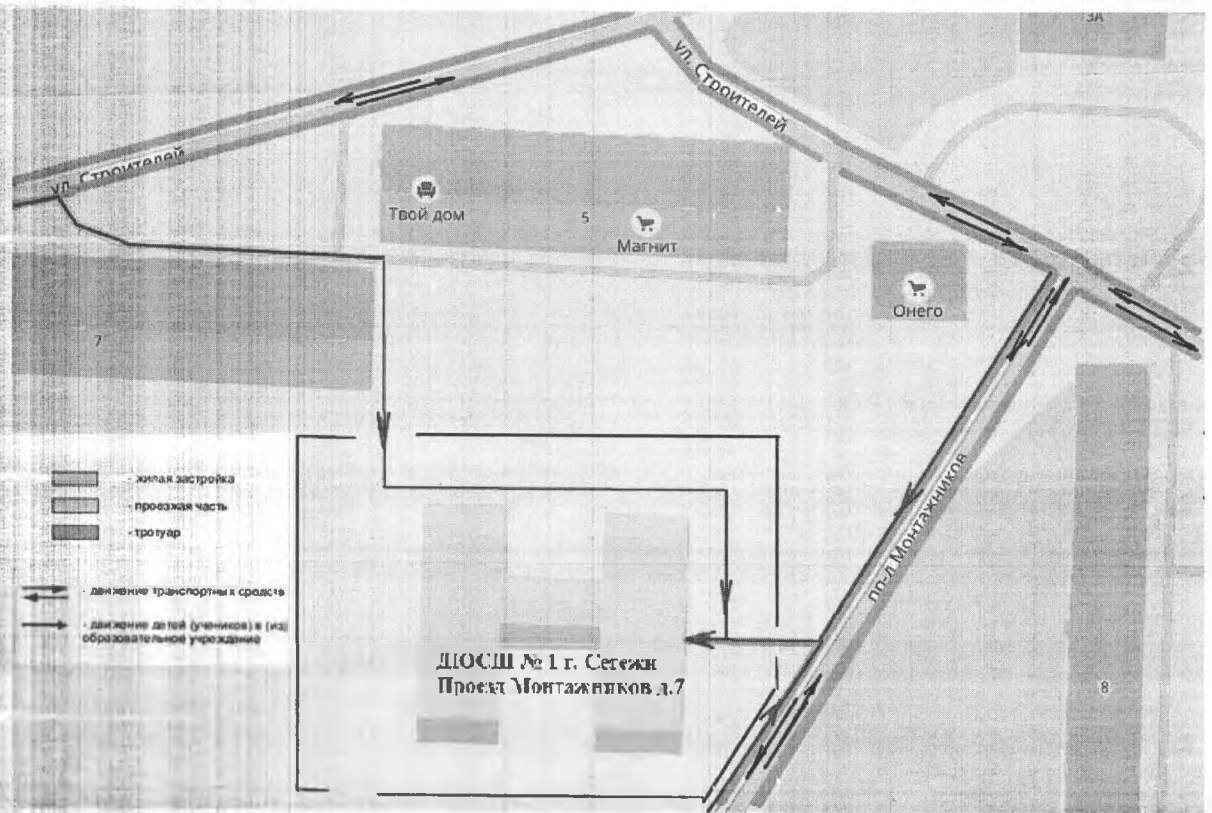 3А
ул. Строителей
ул. Строителей
Твой дом
5
Магнит
Онего
7
- жилая застройка
- проезжая часть
- тротуар
- движение транспортных средств
- движение детей (учеников) в (из)
образовательное учреждение
пр-д Монтажников
ДЮСШ № 1 г. Сегежи
Проезд Монтажников д.7
8